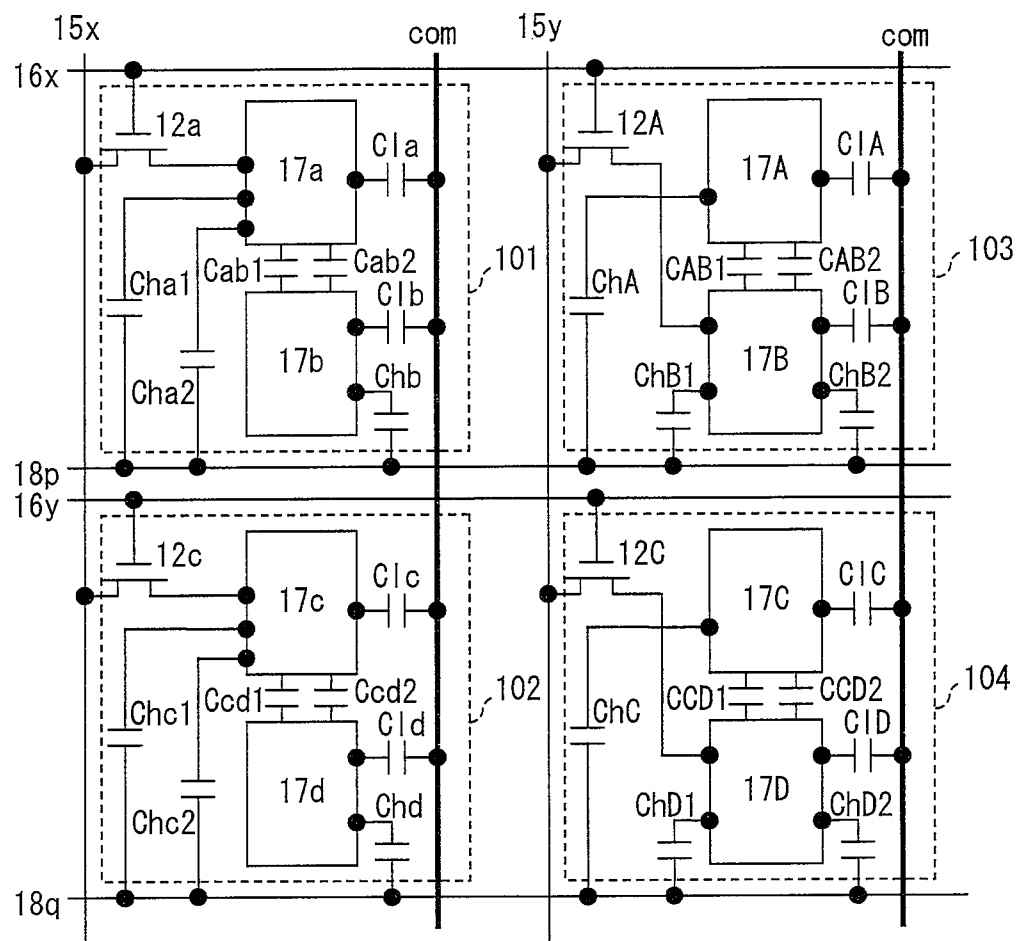 15x
com
15y
com
16x
12a
17a
Cla
12A
17A
ClA
Cha1
Cab1
Cab2
101
ChA
CAB1
CAB2
103
Clb
ClB
17b
17B
Cha2
Chb
ChB1
ChB2
18p
16y
12c
17c
Clc
12C
17C
ClC
Chc1
Ccd1
Ccd2
102
ChC
CCD1
CCD2
104
Cld
ClD
17d
17D
Chc2
Chd
ChD1
ChD2
18q